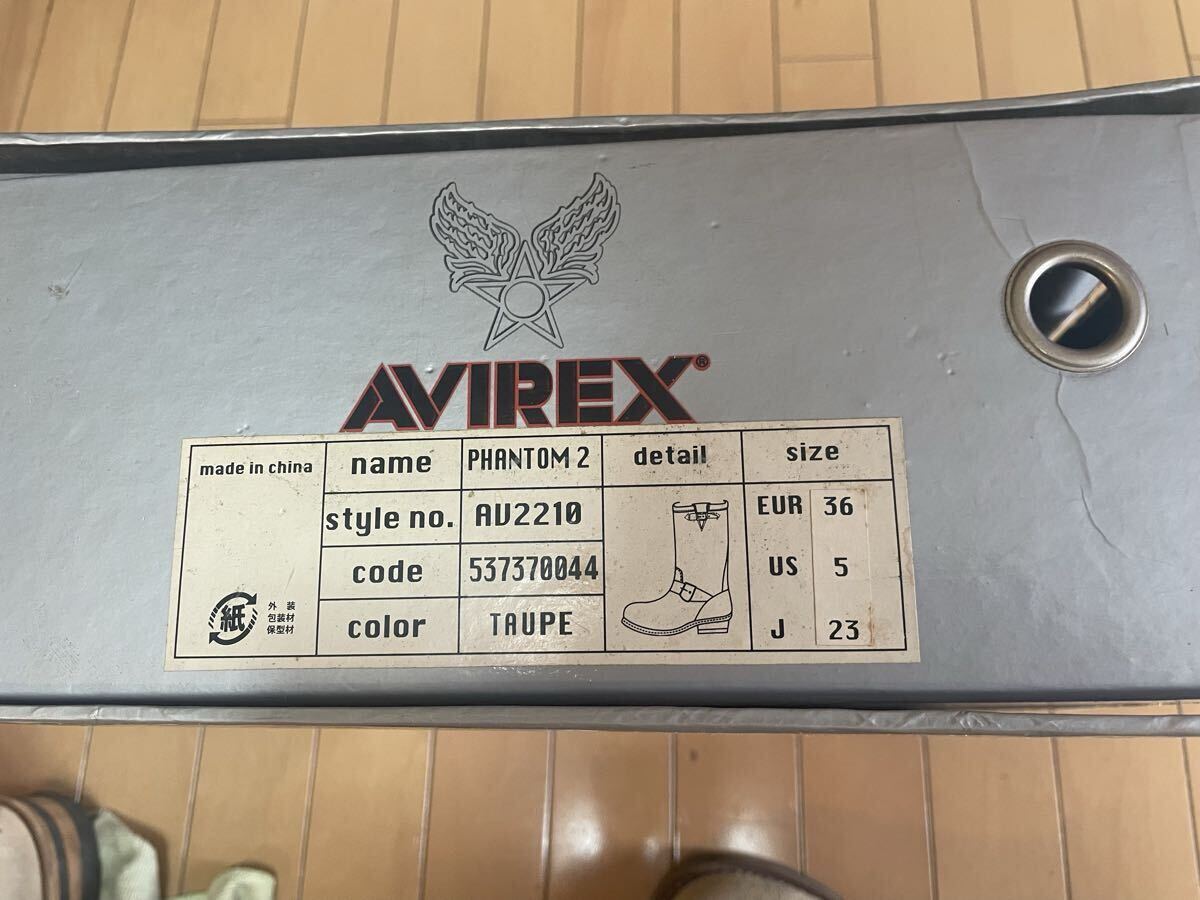 AVIREX®
made in china
name PHANTOM 2 detail size
style no. AV2210 EUR 36
code 537370044 US 5
color TAUPE J 23
紙
外装
包装材
保型材